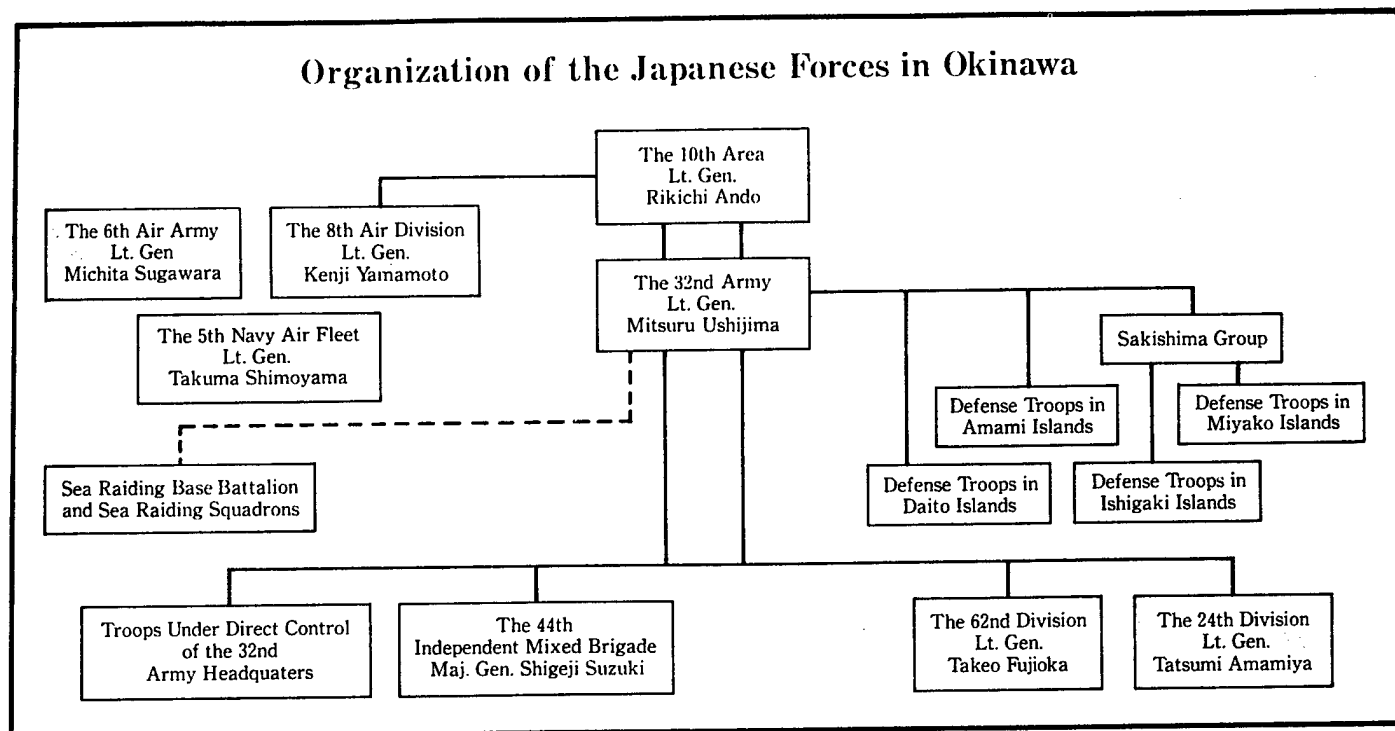 Organization of the Japanese Forces in Okinawa
The 10th Area
Lt. Gen.
Rikichi Ando
The 6th Air Army
Lt. Gen
Michita Sugawara
The 8th Air Division
Lt. Gen.
Kenji Yamamoto
The 32nd Army
Lt. Gen.
Mitsuru Ushijima
The 5th Navy Air Fleet
Lt. Gen.
Takuma Shimoyama
Sakishima Group
Defense Troops in
Amami Islands
Defense Troops in
Miyako Islands
Sea Raiding Base Battalion
and Sea Raiding Squadrons
Defense Troops in
Daito Islands
Defense Troops in
Ishigaki Islands
Troops Under Direct Control
of the 32nd
Army Headquaters
The 44th
Independent Mixed Brigade
Maj. Gen. Shigeji Suzuki
The 62nd Division
Lt. Gen.
Takeo Fujioka
The 24th Division
Lt. Gen.
Tatsumi Amamiya